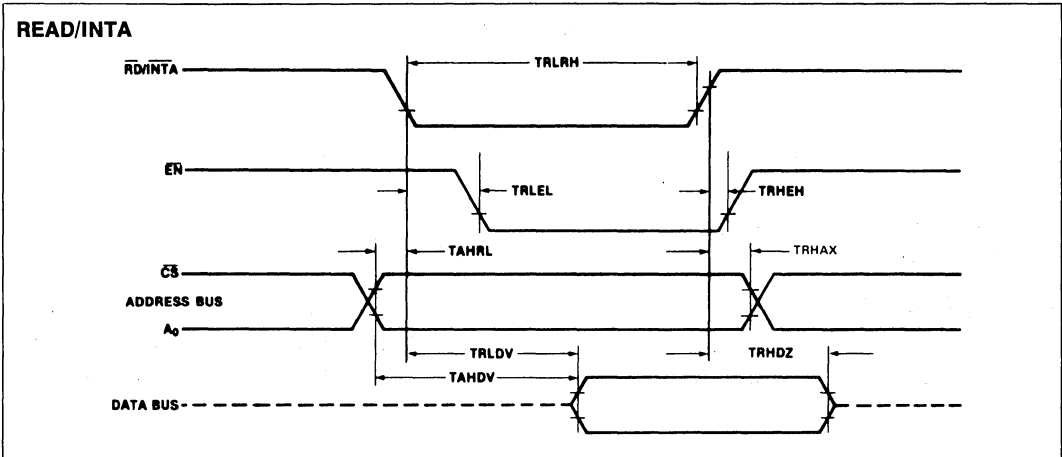 READ/INTA
RD/INTA
TRLRH
EN
TRLEL
TRHEH
TAHRL
TRHAX
CS
ADDRESS BUS
A0
TRLDV
TRHDZ
TAHDV
DATA BUS